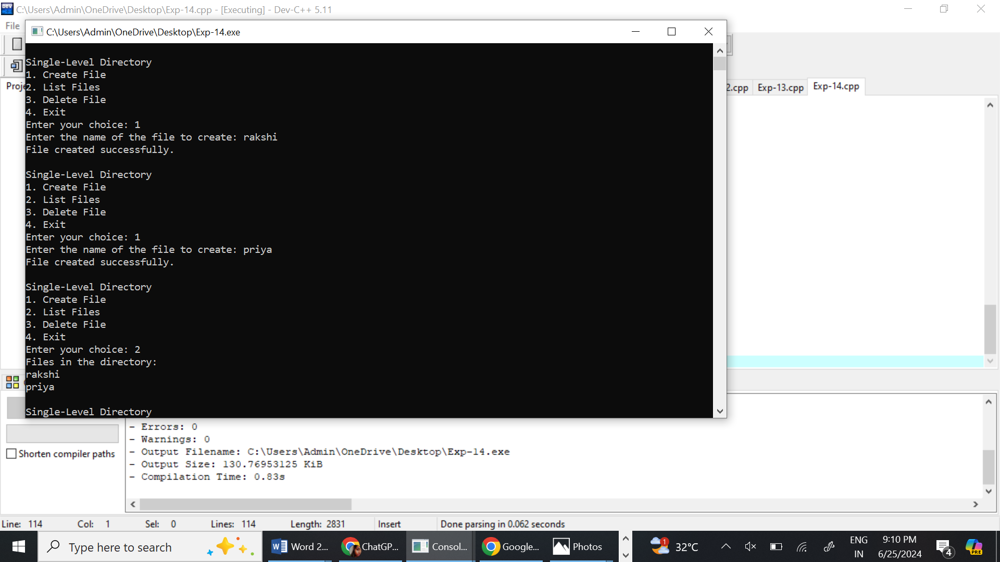 C:\Users\Admin\OneDrive\Desktop\Exp-14.cpp - [Executing] - Dev-C++ 5.11
File
C:\Users\Admin\OneDrive\Desktop\Exp-14.exe
Single-Level Directory
1. Create File
2. List Files
3. Delete File
4. Exit
Enter your choice: 1
Enter the name of the file to create: rakshi
File created successfully.
Single-Level Directory
1. Create File
2. List Files
3. Delete File
4. Exit
Enter your choice: 1
Enter the name of the file to create: priya
File created successfully.
Single-Level Directory
1. Create File
2. List Files
3. Delete File
4. Exit
Enter your choice: 2
Files in the directory:
rakshi
priya
Single-Level Directory
Proje
2.cpp Exp-13.cpp Exp-14.cpp
- Errors: 0
- Warnings: 0
- Output Filename: C:\Users\Admin\OneDrive\Desktop\Exp-14.exe
- Output Size: 130.76953125 KiB
- Compilation Time: 0.83s
Shorten compiler paths
Line: 114 Col: 1 Sel: 0 Lines: 114 Length: 2831 Insert Done parsing in 0.062 seconds
Type here to search
Word 2... ChatGP... Consol... Google... Photos
1 32°C
ENG
IN
9:10 PM
6/25/2024
4
PRE